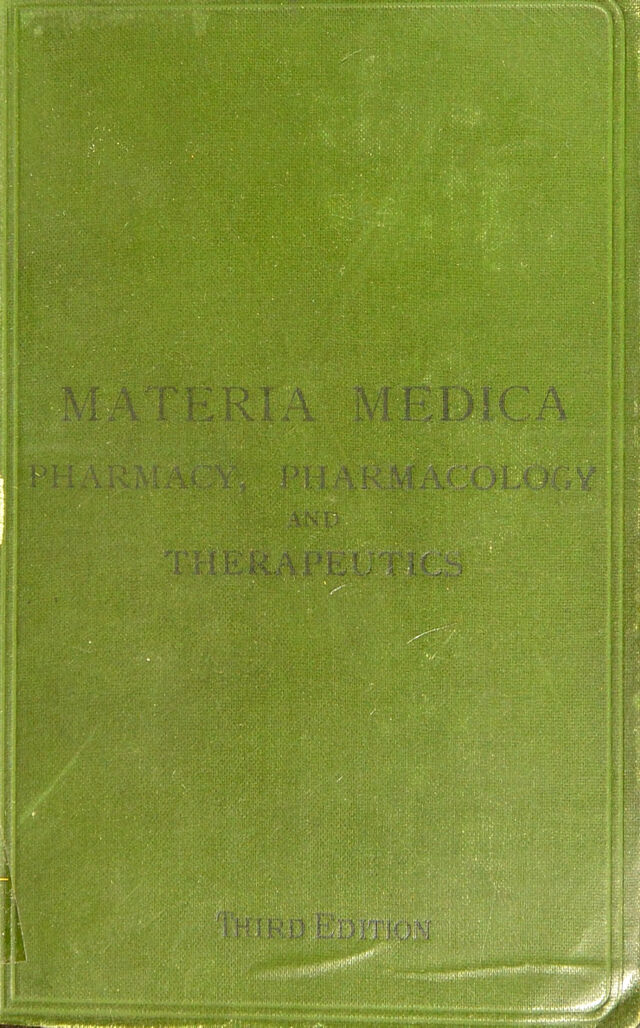 MATERIA MEDICA
PHARMACY, PHARMACOLOGY
AND
THERAPEUTICS
THIRD EDITION